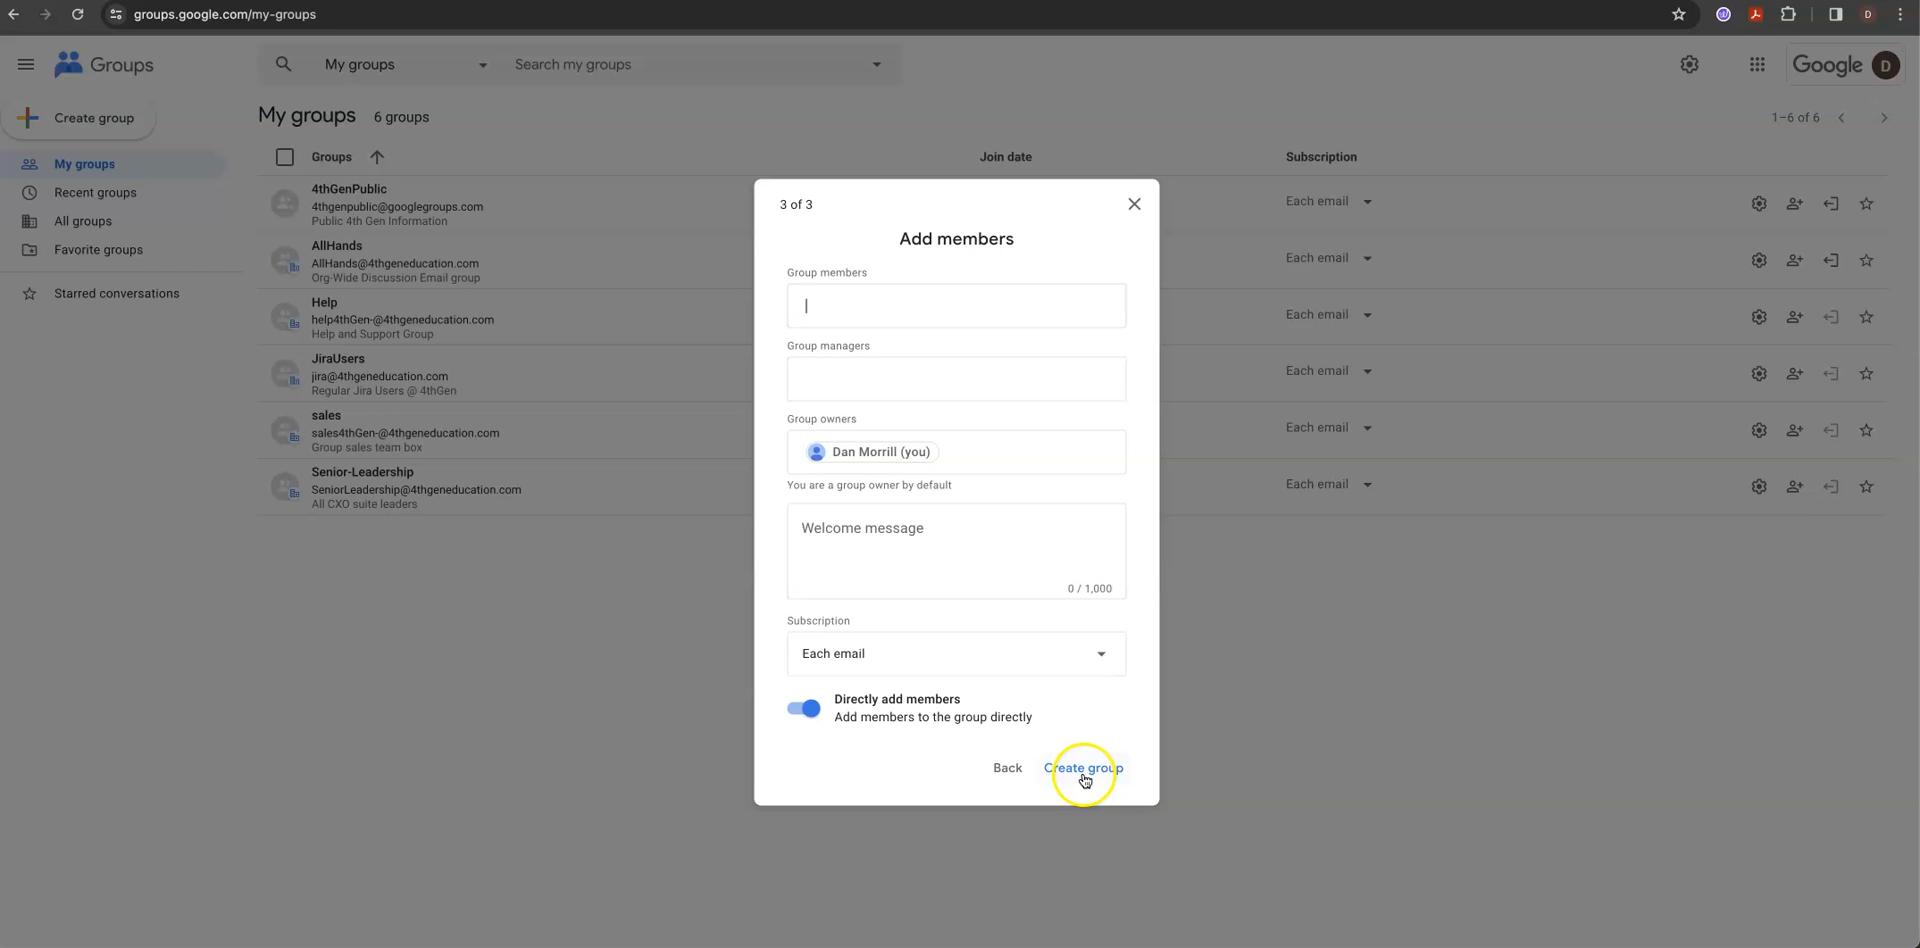 groups.google.com/my-groups
D
Groups
My groups
Search my groups
Google
D
Create group
My groups
6 groups
1–6 of 6
Groups
Join date
Subscription
My groups
Recent groups
All groups
Favorite groups
Starred conversations
4thGenPublic
4thgenpublic@googlegroups.com
Public 4th Gen Information
Each email
AllHands
AllHands@4thgeneducation.com
Org-Wide Discussion Email group
Each email
Help
help4thGen-@4thgeneducation.com
Help and Support Group
Each email
JiraUsers
jira@4thgeneducation.com
Regular Jira Users @ 4thGen
Each email
sales
sales4thGen-@4thgeneducation.com
Group sales team box
Each email
Senior-Leadership
SeniorLeadership@4thgeneducation.com
All CXO suite leaders
Each email
3 of 3
Add members
Group members
Group managers
Group owners
Dan Morrill (you)
You are a group owner by default
Welcome message
0 / 1,000
Subscription
Each email
Directly add members
Add members to the group directly
Back
Create group